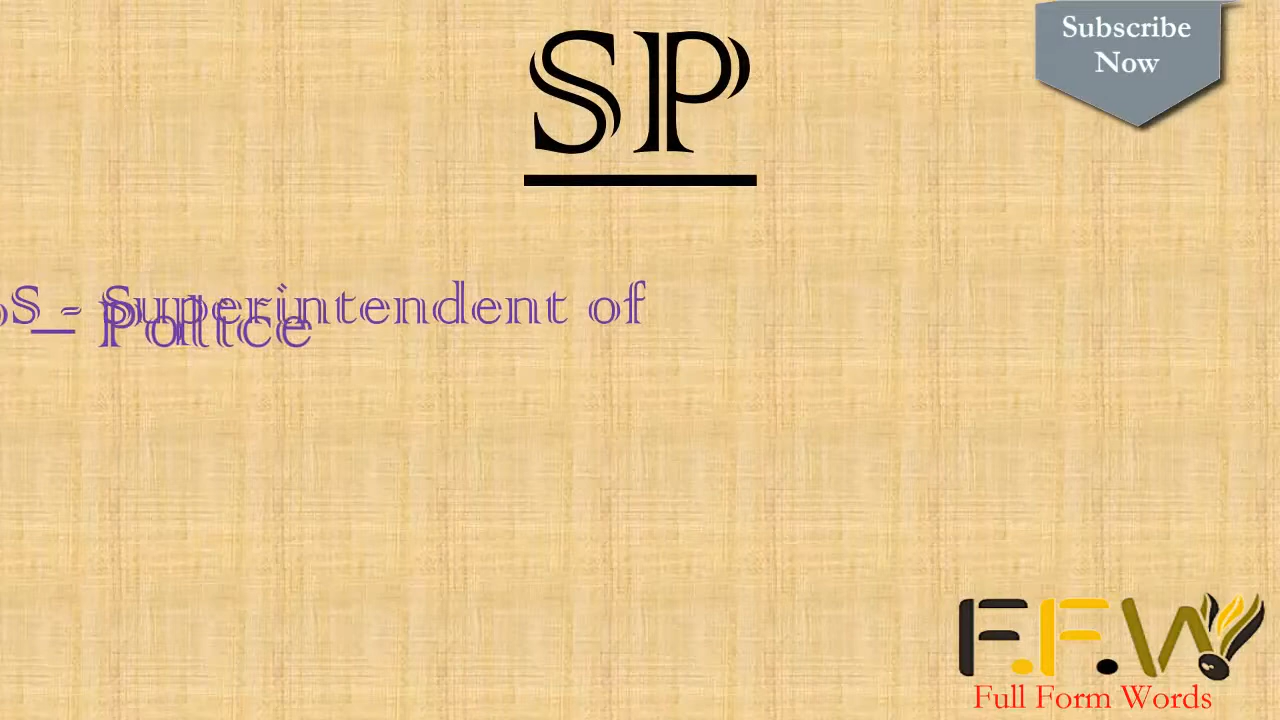 SP
Subscribe
Now
S - Superintendent of
– Police
F.F.W
Full Form Words